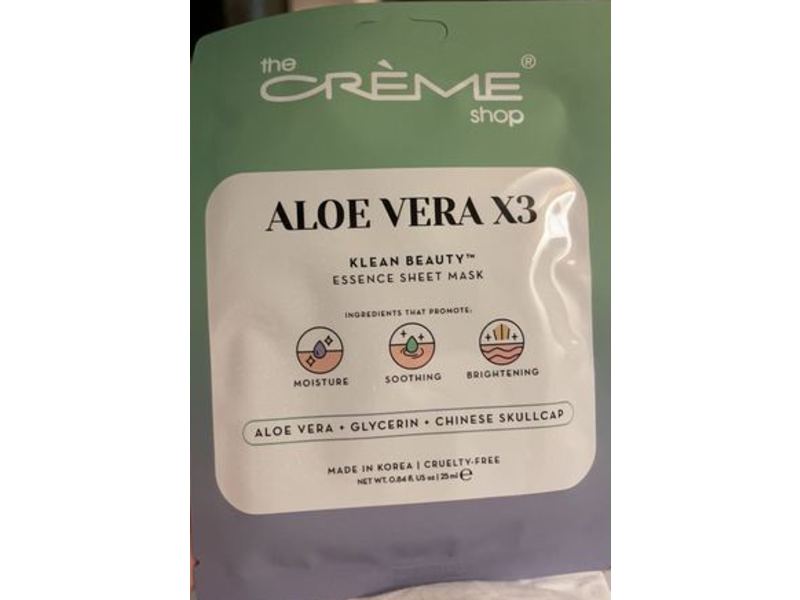 the
CRÈME®
shop
ALOE VERA X3
KLEAN BEAUTY™
ESSENCE SHEET MASK
INGREDIENTS THAT PROMOTE:
MOISTURE SOOTHING BRIGHTENING
ALOE VERA + GLYCERIN + CHINESE SKULLCAP
MADE IN KOREA | CRUELTY-FREE
NET WT. 0.84 fl. US oz | 25 ml ℮